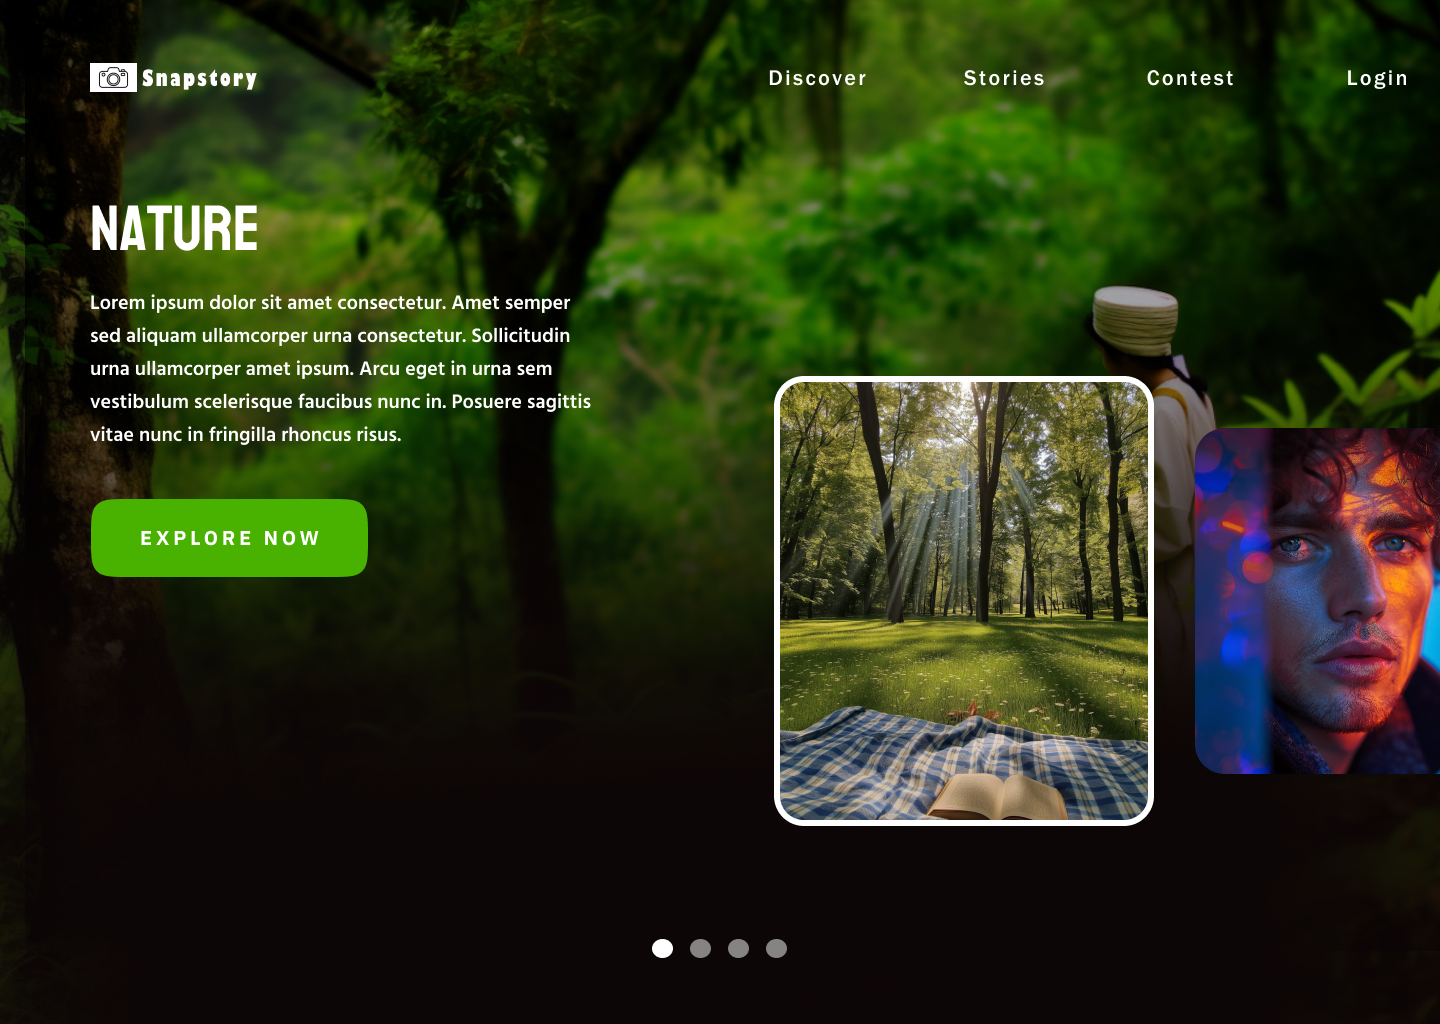 Snapstory
Discover
Stories
Contest
Login
NATURE
Lorem ipsum dolor sit amet consectetur. Amet semper
sed aliquam ullamcorper urna consectetur. Sollicitudin
urna ullamcorper amet ipsum. Arcu eget in urna sem
vestibulum scelerisque faucibus nunc in. Posuere sagittis
vitae nunc in fringilla rhoncus risus.
EXPLORE NOW